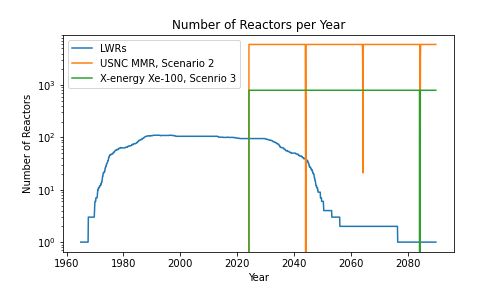 Number of Reactors per Year
LWRs
USNC MMR, Scenario 2
X-energy Xe-100, Scenrio 3
Number of Reactors
10³
10²
10¹
10⁰
1960 1980 2000 2020 2040 2060 2080
Year